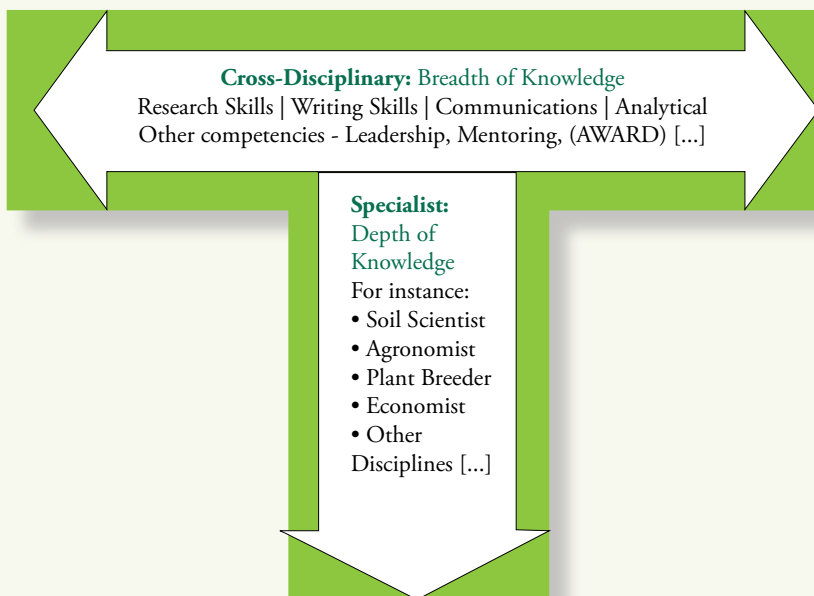 Cross-Disciplinary: Breadth of Knowledge
Research Skills | Writing Skills | Communications | Analytical
Other competencies - Leadership, Mentoring, (AWARD) [...]
Specialist:
Depth of
Knowledge
For instance:
• Soil Scientist
• Agronomist
• Plant Breeder
• Economist
• Other
Disciplines [...]